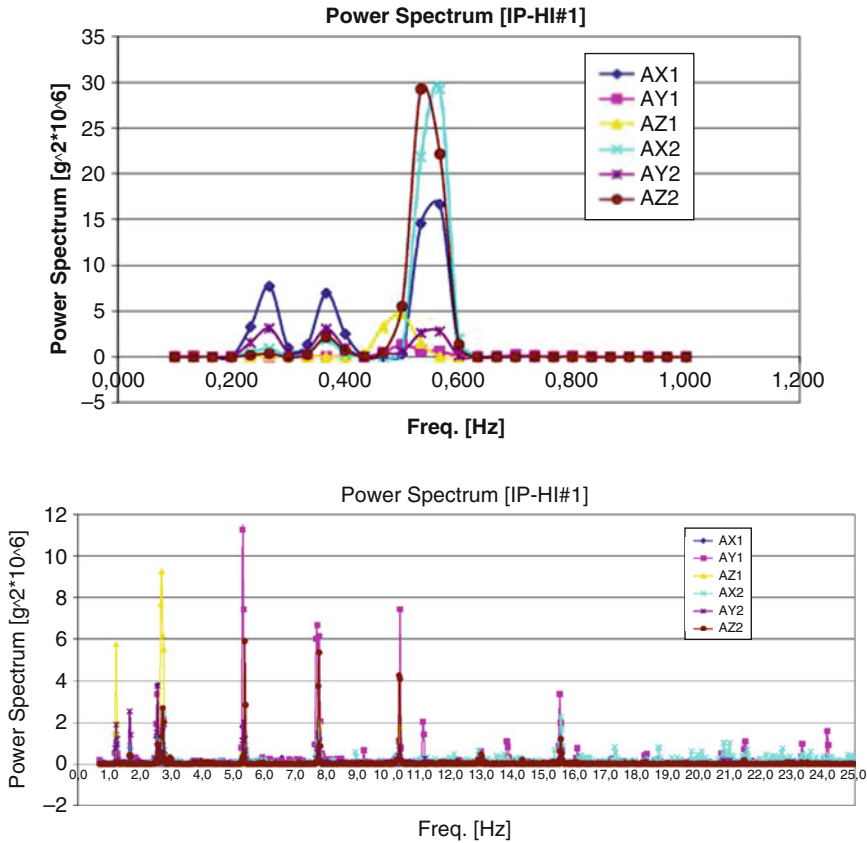 Power Spectrum [IP-HI#1]
Power Spectrum [g^2*10^6]
35
30
25
20
15
10
5
0
–5
0,000 0,200 0,400 0,600 0,800 1,000 1,200
Freq. [Hz]
AX1
AY1
AZ1
AX2
AY2
AZ2
Power Spectrum [IP-HI#1]
Power Spectrum [g^2*10^6]
12
10
8
6
4
2
0
–2
0,0 1,0 2,0 3,0 4,0 5,0 6,0 7,0 8,0 9,0 10,0 11,0 12,0 13,0 14,0 15,0 16,0 17,0 18,0 19,0 20,0 21,0 22,0 23,0 24,0 25,0
Freq. [Hz]
AX1
AY1
AZ1
AX2
AY2
AZ2